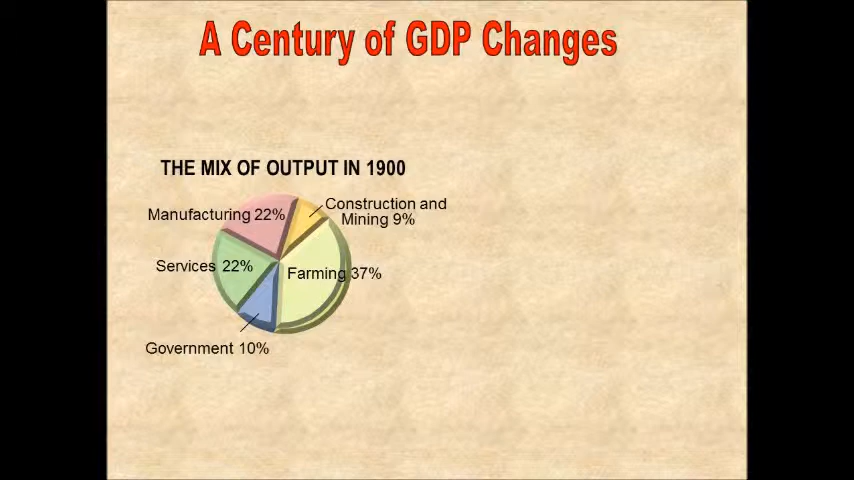 A Century of GDP Changes
THE MIX OF OUTPUT IN 1900
Construction and
Mining 9%
Manufacturing 22%
Services 22%
Farming 37%
Government 10%